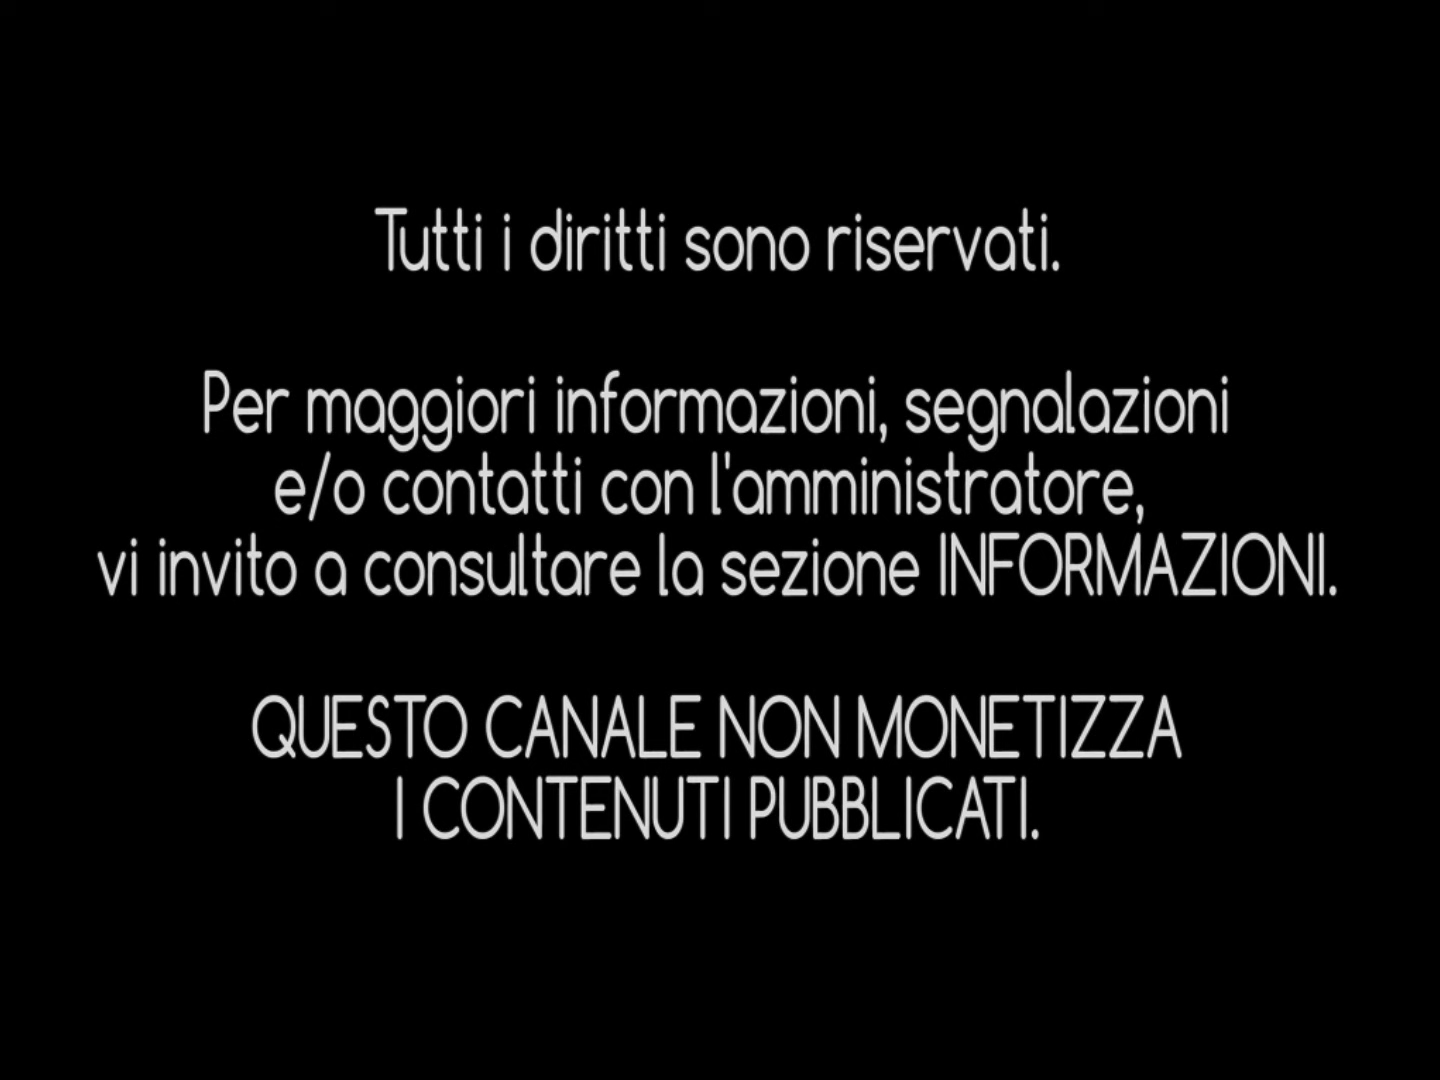 Tutti i diritti sono riservati.
Per maggiori informazioni, segnalazioni
e/o contatti con l'amministratore,
vi invito a consultare la sezione INFORMAZIONI.
QUESTO CANALE NON MONETIZZA
I CONTENUTI PUBBLICATI.